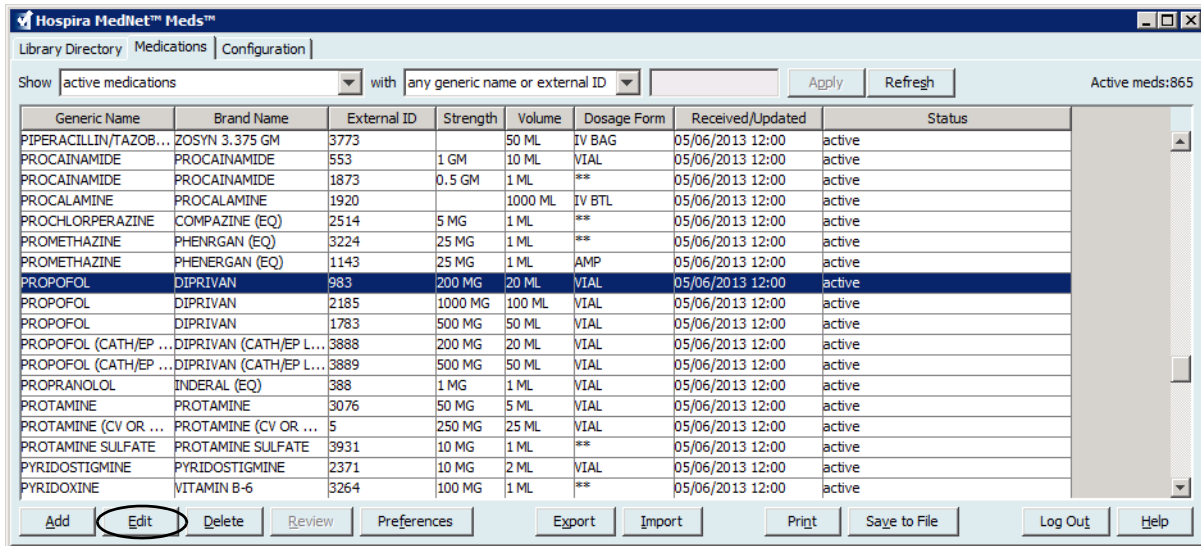 Hospira MedNet™ Meds™
Library Directory Medications Configuration
Show active medications with any generic name or external ID Apply Refresh Active meds:865
Generic Name Brand Name External ID Strength Volume Dosage Form Received/Updated Status
PIPERACILLIN/TAZOB... ZOSYN 3.375 GM 3773 50 ML IV BAG 05/06/2013 12:00 active
PROCAINAMIDE PROCAINAMIDE 553 1 GM 10 ML VIAL 05/06/2013 12:00 active
PROCAINAMIDE PROCAINAMIDE 1873 0.5 GM 1 ML ** 05/06/2013 12:00 active
PROCALAMINE PROCALAMINE 1920 1000 ML IV BTL 05/06/2013 12:00 active
PROCHLORPERAZINE COMPAZINE (EQ) 2514 5 MG 1 ML ** 05/06/2013 12:00 active
PROMETHAZINE PHENRGAN (EQ) 3224 25 MG 1 ML ** 05/06/2013 12:00 active
PROMETHAZINE PHENERGAN (EQ) 1143 25 MG 1 ML AMP 05/06/2013 12:00 active
PROPOFOL DIPRIVAN 983 200 MG 20 ML VIAL 05/06/2013 12:00 active
PROPOFOL DIPRIVAN 2185 1000 MG 100 ML VIAL 05/06/2013 12:00 active
PROPOFOL DIPRIVAN 1783 500 MG 50 ML VIAL 05/06/2013 12:00 active
PROPOFOL (CATH/EP ... DIPRIVAN (CATH/EP L... 3888 200 MG 20 ML VIAL 05/06/2013 12:00 active
PROPOFOL (CATH/EP ... DIPRIVAN (CATH/EP L... 3889 500 MG 50 ML VIAL 05/06/2013 12:00 active
PROPRANOLOL INDERAL (EQ) 388 1 MG 1 ML VIAL 05/06/2013 12:00 active
PROTAMINE PROTAMINE 3076 50 MG 5 ML VIAL 05/06/2013 12:00 active
PROTAMINE (CV OR ... PROTAMINE (CV OR ... 5 250 MG 25 ML VIAL 05/06/2013 12:00 active
PROTAMINE SULFATE PROTAMINE SULFATE 3931 10 MG 1 ML ** 05/06/2013 12:00 active
PYRIDOSTIGMINE PYRIDOSTIGMINE 2371 10 MG 2 ML VIAL 05/06/2013 12:00 active
PYRIDOXINE VITAMIN B-6 3264 100 MG 1 ML ** 05/06/2013 12:00 active
Add Edit Delete Review Preferences Export Import Print Save to File Log Out Help